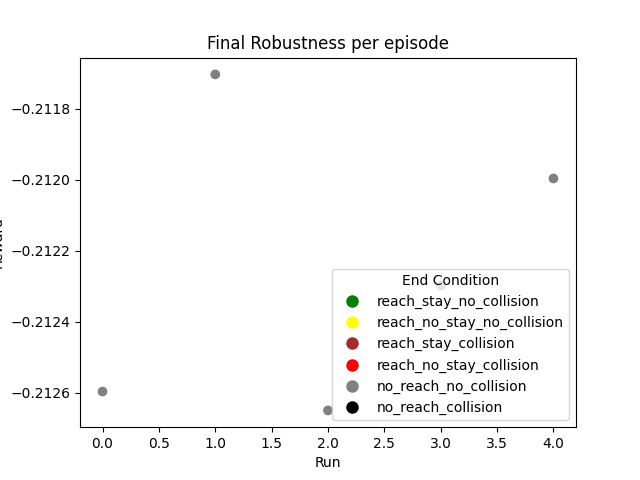 Final Robustness per episode
−0.2118
−0.2120
−0.2122
−0.2124
−0.2126
End Condition
reach_stay_no_collision
reach_no_stay_no_collision
reach_stay_collision
reach_no_stay_collision
no_reach_no_collision
no_reach_collision
0.0 0.5 1.0 1.5 2.0 2.5 3.0 3.5 4.0
Run